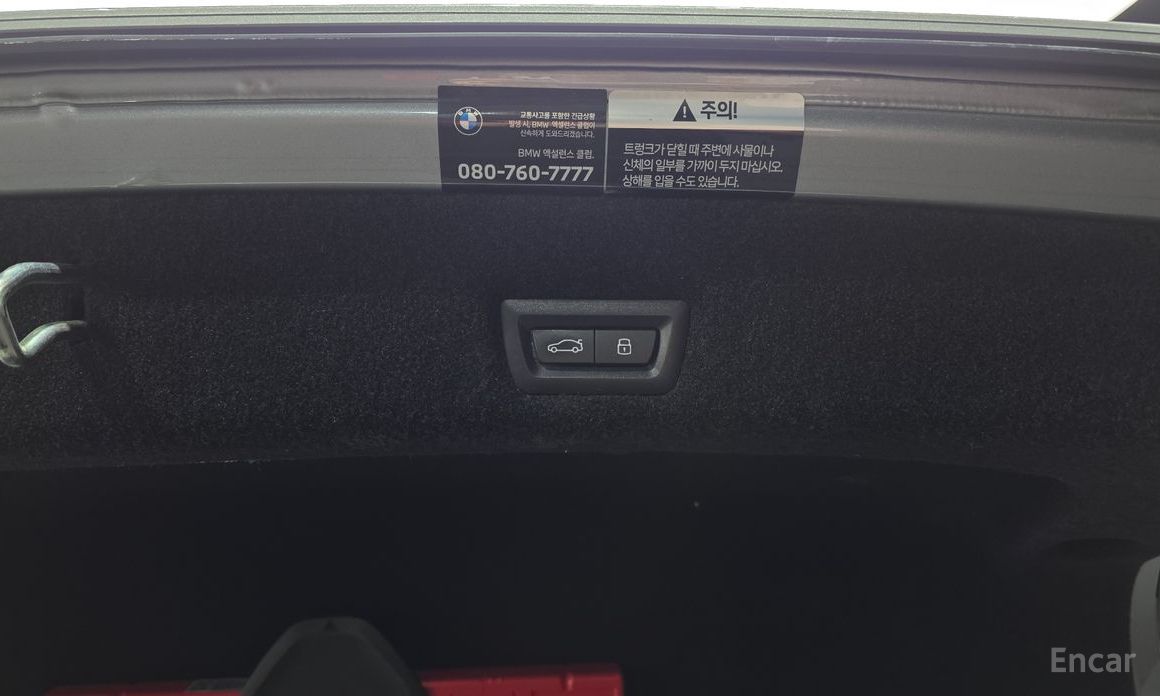 BMW
교통사고를 포함한 긴급상황
발생 시, BMW 엑설런스 클럽이
신속하게 도와드리겠습니다.
BMW 엑설런스 클럽.
080-760-7777
주의!
트렁크가 닫힐 때 주변에 사물이나
신체의 일부를 가까이 두지 마십시오.
상해를 입을 수도 있습니다.
Encar